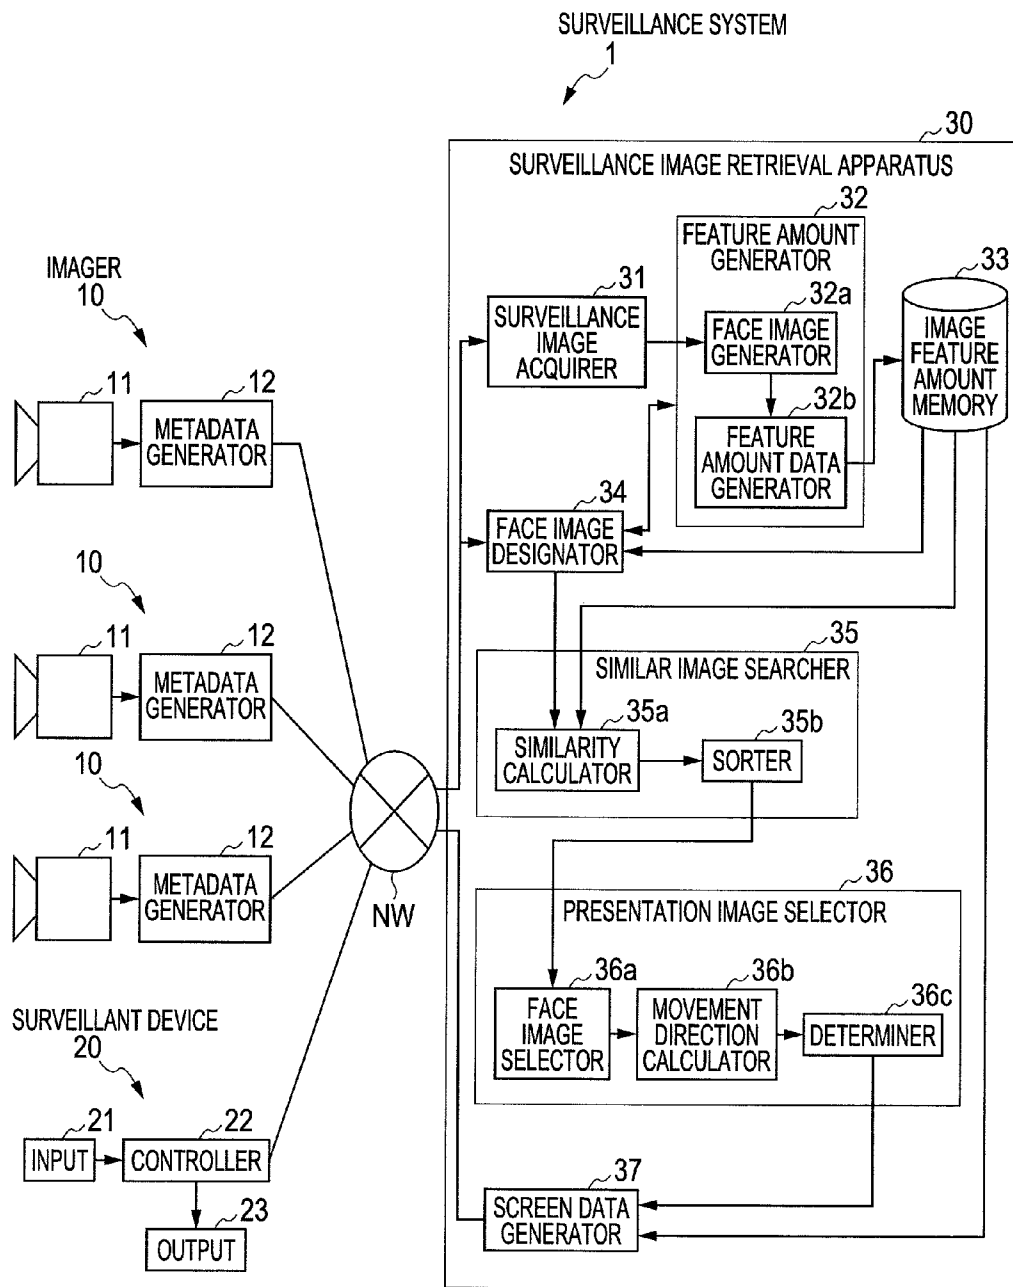 SURVEILLANCE SYSTEM
1
30
SURVEILLANCE IMAGE RETRIEVAL APPARATUS
32
FEATURE AMOUNT
GENERATOR
33
IMAGER
10
31
32a
SURVEILLANCE
IMAGE
ACQUIRER
FACE IMAGE
GENERATOR
IMAGE
FEATURE
AMOUNT
MEMORY
11
12
METADATA
GENERATOR
32b
FEATURE
AMOUNT DATA
GENERATOR
34
FACE IMAGE
DESIGNATOR
10
11
12
METADATA
GENERATOR
35
SIMILAR IMAGE SEARCHER
35a
35b
SIMILARITY
CALCULATOR
SORTER
10
11
12
METADATA
GENERATOR
NW
36
PRESENTATION IMAGE SELECTOR
36a
36b
36c
FACE
IMAGE
SELECTOR
MOVEMENT
DIRECTION
CALCULATOR
DETERMINER
SURVEILLANT DEVICE
20
21
22
INPUT
CONTROLLER
23
OUTPUT
37
SCREEN DATA
GENERATOR